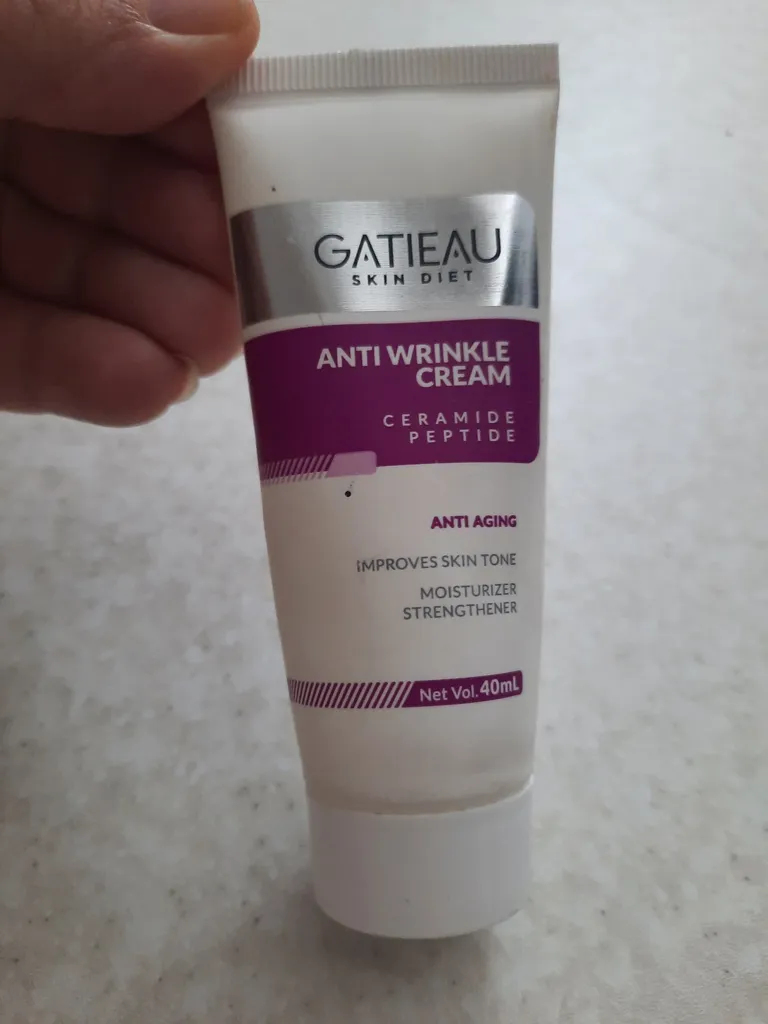 GATIEAU
SKIN DIET
ANTI WRINKLE
CREAM
CERAMIDE
PEPTIDE
ANTI AGING
IMPROVES SKIN TONE
MOISTURIZER
STRENGTHENER
Net Vol. 40mL